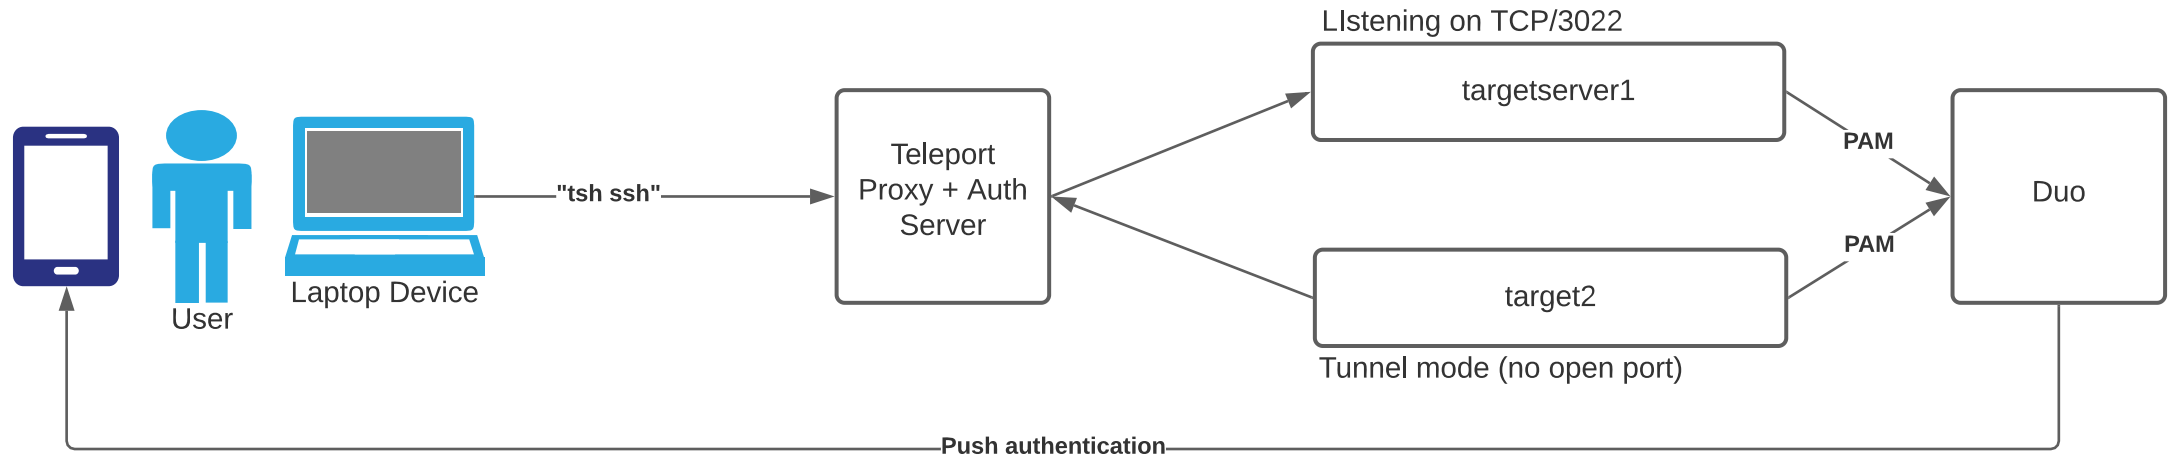 LIstening on TCP/3022
targetserver1
Teleport
Proxy + Auth
Server
"tsh ssh"
PAM
Duo
PAM
target2
Tunnel mode (no open port)
Laptop Device
User
Push authentication